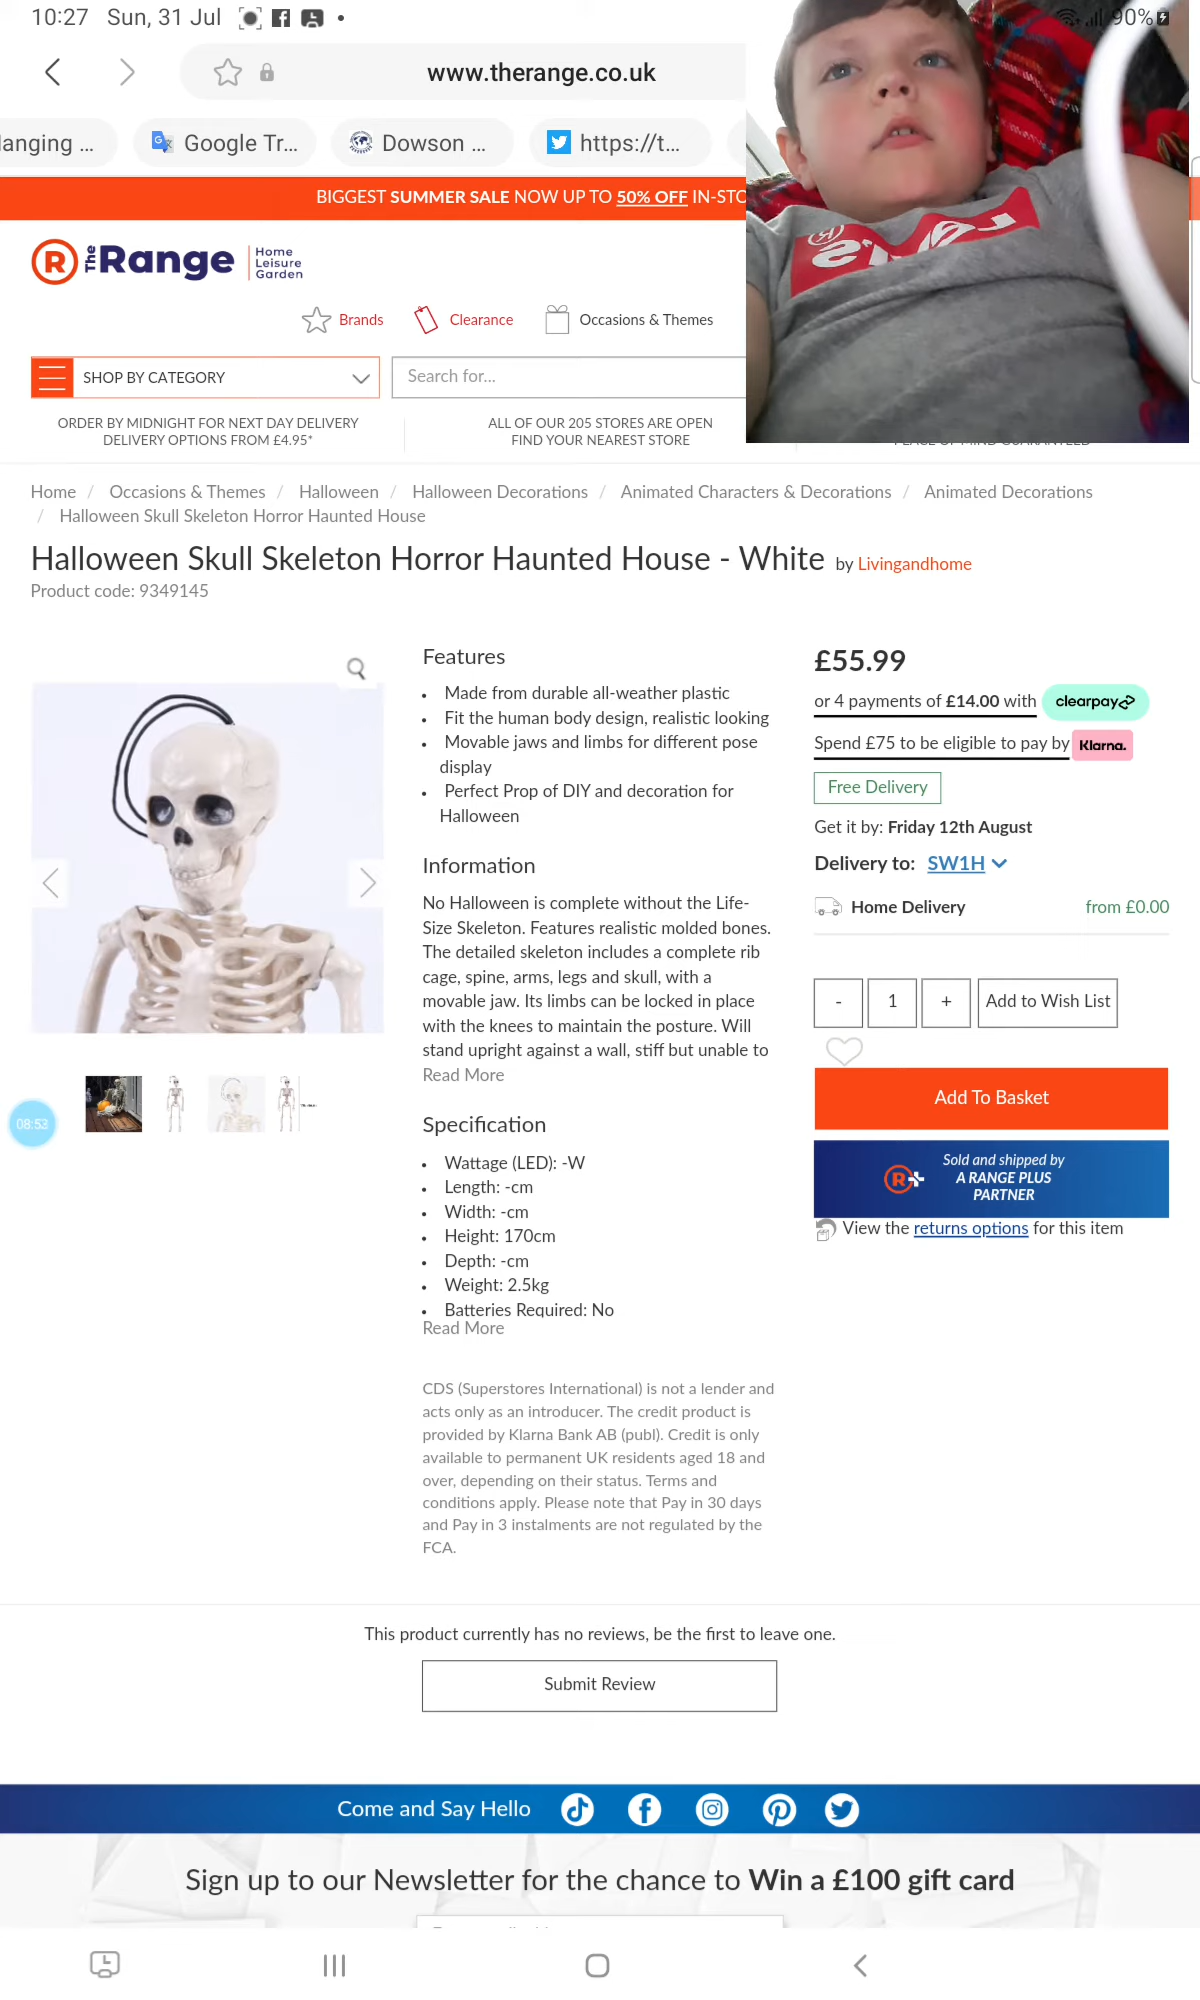 10:27 Sun, 31 Jul
90%
www.therange.co.uk
anging ...
Google Tr...
Dowson ...
https://t...
BIGGEST SUMMER SALE NOW UP TO 50% OFF IN-STO
R The Range
Home
Leisure
Garden
Brands
Clearance
Occasions & Themes
SHOP BY CATEGORY
Search for...
ORDER BY MIDNIGHT FOR NEXT DAY DELIVERY
DELIVERY OPTIONS FROM £4.95*
ALL OF OUR 205 STORES ARE OPEN
FIND YOUR NEAREST STORE
Home / Occasions & Themes / Halloween / Halloween Decorations / Animated Characters & Decorations / Animated Decorations
/ Halloween Skull Skeleton Horror Haunted House
Halloween Skull Skeleton Horror Haunted House - White by Livingandhome
Product code: 9349145
Features
• Made from durable all-weather plastic
• Fit the human body design, realistic looking
• Movable jaws and limbs for different pose
display
• Perfect Prop of DIY and decoration for
Halloween
Information
No Halloween is complete without the Life-
Size Skeleton. Features realistic molded bones.
The detailed skeleton includes a complete rib
cage, spine, arms, legs and skull, with a
movable jaw. Its limbs can be locked in place
with the knees to maintain the posture. Will
stand upright against a wall, stiff but unable to
Read More
08:53
Specification
• Wattage (LED): -W
• Length: -cm
• Width: -cm
• Height: 170cm
• Depth: -cm
• Weight: 2.5kg
• Batteries Required: No
Read More
CDS (Superstores International) is not a lender and
acts only as an introducer. The credit product is
provided by Klarna Bank AB (publ). Credit is only
available to permanent UK residents aged 18 and
over, depending on their status. Terms and
conditions apply. Please note that Pay in 30 days
and Pay in 3 instalments are not regulated by the
FCA.
£55.99
or 4 payments of £14.00 with clearpay
Spend £75 to be eligible to pay by Klarna.
Free Delivery
Get it by: Friday 12th August
Delivery to: SW1H
Home Delivery from £0.00
- 1 + Add to Wish List
Add To Basket
R+
Sold and shipped by
A RANGE PLUS
PARTNER
View the returns options for this item
This product currently has no reviews, be the first to leave one.
Submit Review
Come and Say Hello
Sign up to our Newsletter for the chance to Win a £100 gift card